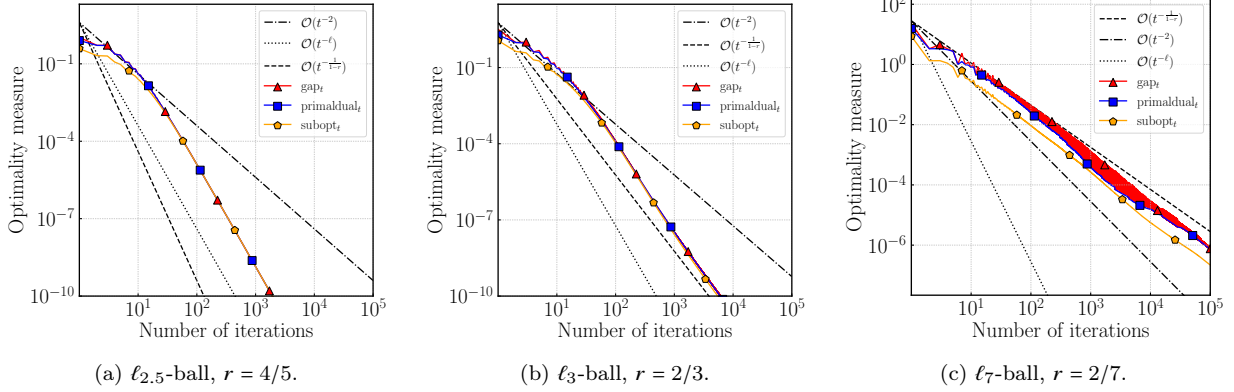 Optimality measure
10^{-1}
10^{-4}
10^{-7}
10^{-10}
10^1
10^2
10^3
10^4
10^5
Number of iterations
O(t^{-2})
O(t^{-ℓ})
O(t^{-\frac{1}{1-r}})
gap_t
primaldual_t
subopt_t
(a) ℓ_{2.5}-ball, r = 4/5.
Optimality measure
10^{-1}
10^{-4}
10^{-7}
10^{-10}
10^1
10^2
10^3
10^4
10^5
Number of iterations
O(t^{-2})
O(t^{-\frac{1}{1-r}})
O(t^{-ℓ})
gap_t
primaldual_t
subopt_t
(b) ℓ_3-ball, r = 2/3.
Optimality measure
10^2
10^0
10^{-2}
10^{-4}
10^{-6}
10^1
10^2
10^3
10^4
10^5
Number of iterations
O(t^{-\frac{1}{1-r}})
O(t^{-2})
O(t^{-ℓ})
gap_t
primaldual_t
subopt_t
(c) ℓ_7-ball, r = 2/7.